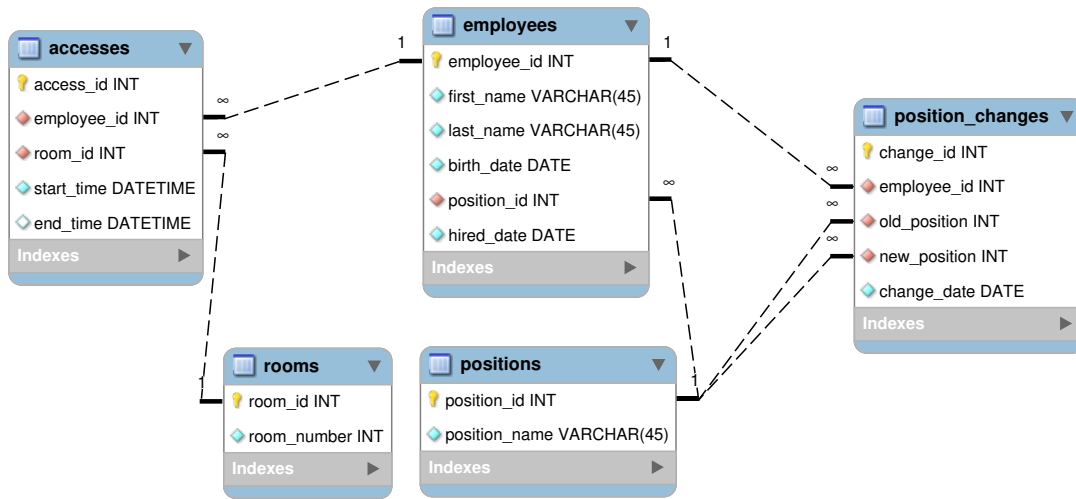 accesses
access_id INT
employee_id INT
room_id INT
start_time DATETIME
end_time DATETIME
Indexes
∞
∞
1
employees
employee_id INT
first_name VARCHAR(45)
last_name VARCHAR(45)
birth_date DATE
position_id INT
hired_date DATE
Indexes
1
∞
position_changes
change_id INT
employee_id INT
old_position INT
new_position INT
change_date DATE
Indexes
∞
∞
∞
rooms
room_id INT
room_number INT
Indexes
1
positions
position_id INT
position_name VARCHAR(45)
Indexes
1